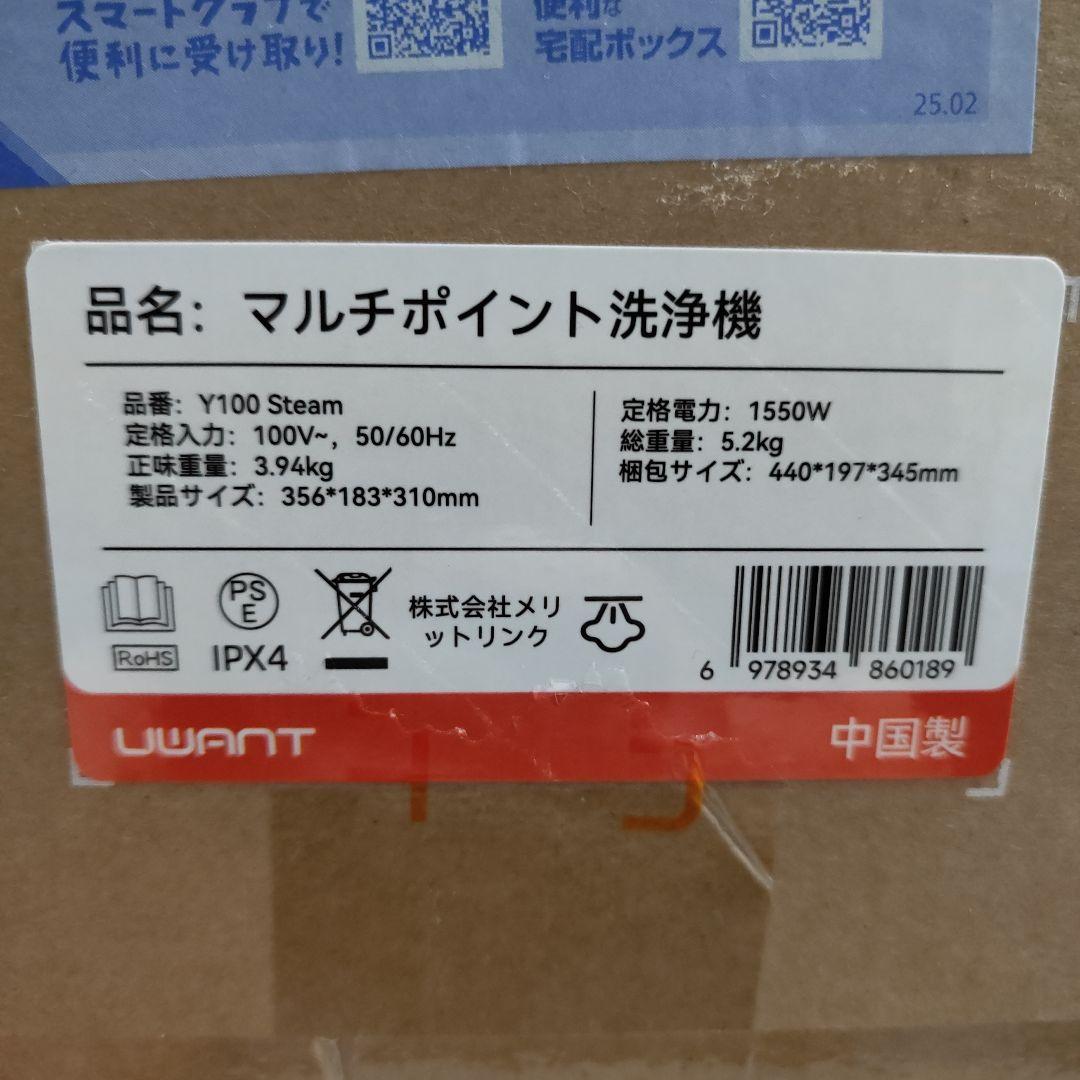 スマートクラブで
便利に受け取り!
便利な
宅配ボックス
25.02
品名: マルチポイント洗浄機
品番: Y100 Steam
定格入力: 100V~, 50/60Hz
正味重量: 3.94kg
製品サイズ: 356*183*310mm
定格電力: 1550W
総重量: 5.2kg
梱包サイズ: 440*197*345mm
PS
E
RoHS
IPX4
株式会社メリ
ットリンク
6 978934 860189
UWANT
中国製